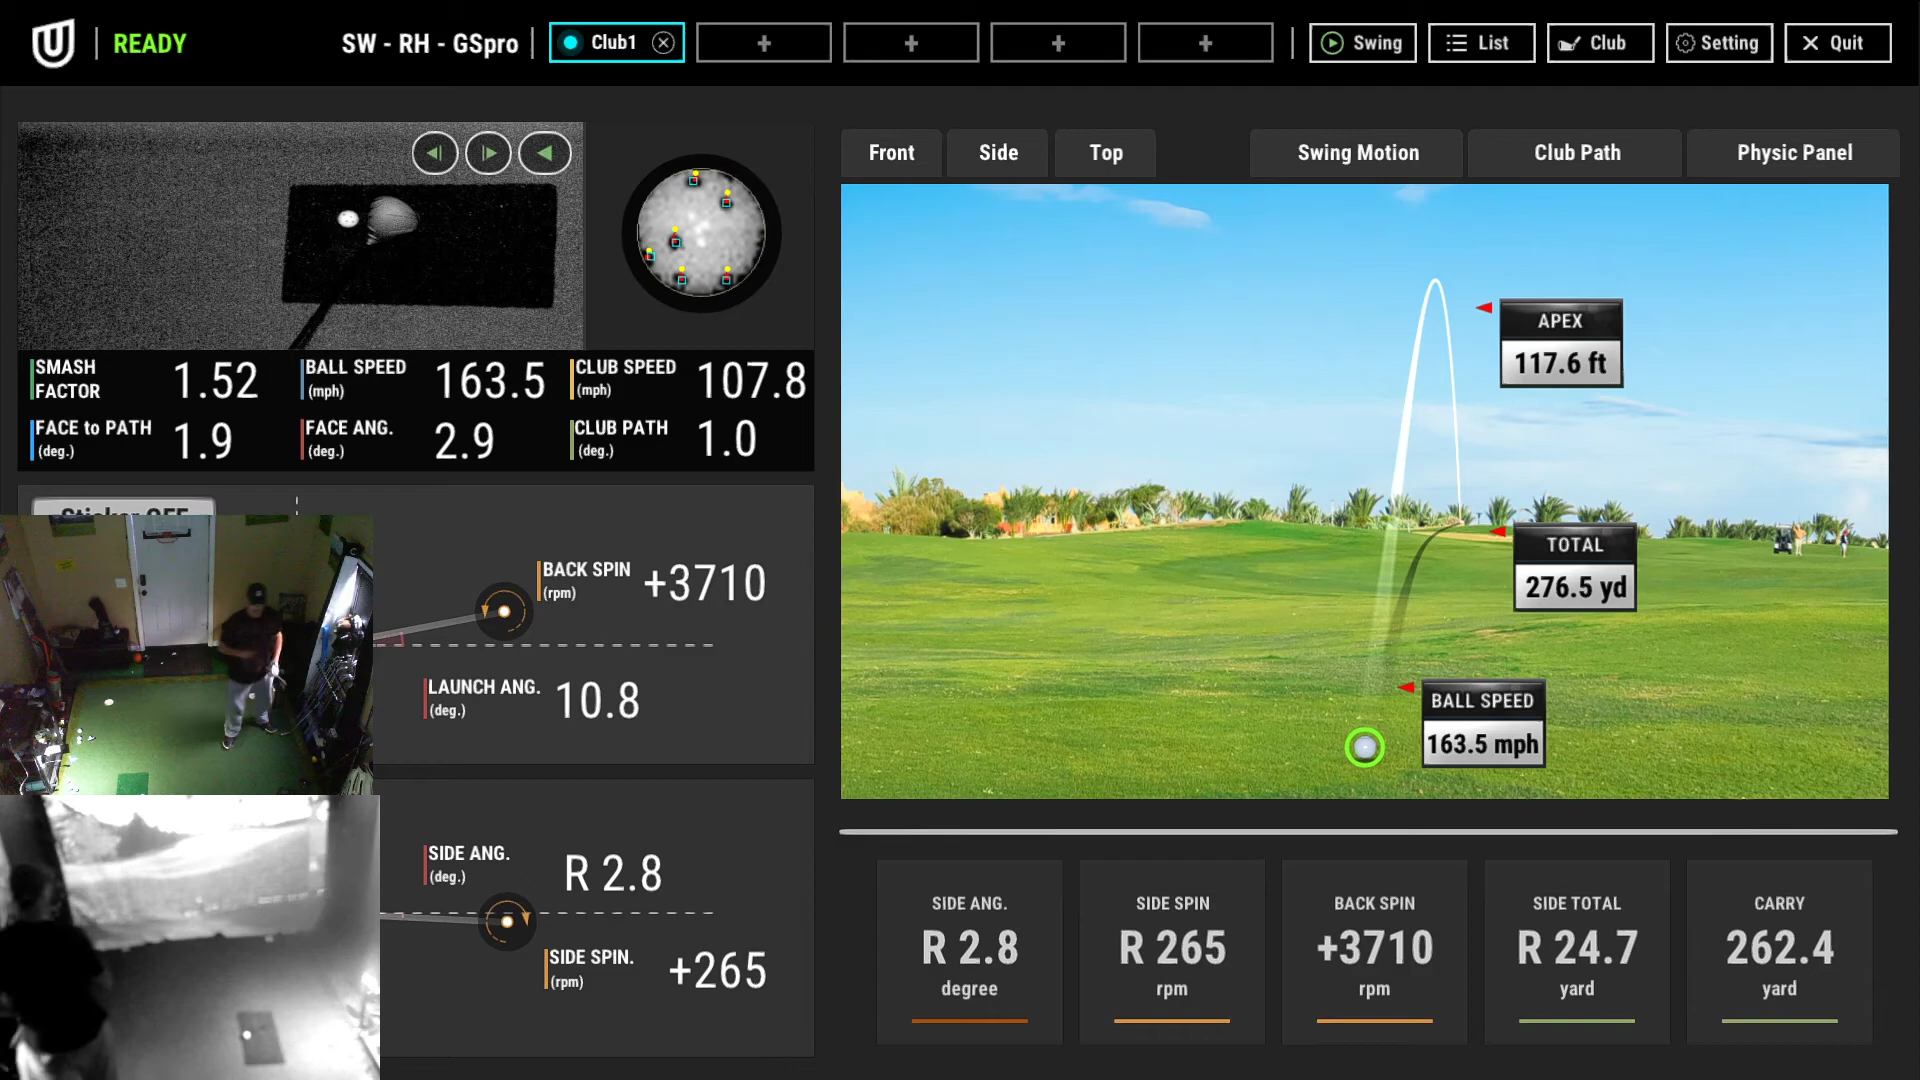 READY
SW - RH - GSpro
Club1
Swing
List
Club
Setting
Quit
SMASH FACTOR 1.52
BALL SPEED (mph) 163.5
CLUB SPEED (mph) 107.8
FACE to PATH (deg.) 1.9
FACE ANG. (deg.) 2.9
CLUB PATH (deg.) 1.0
BACK SPIN (rpm) +3710
LAUNCH ANG. (deg.) 10.8
SIDE ANG. (deg.) R 2.8
SIDE SPIN. (rpm) +265
Front
Side
Top
Swing Motion
Club Path
Physic Panel
APEX
117.6 ft
TOTAL
276.5 yd
BALL SPEED
163.5 mph
SIDE ANG.
R 2.8
degree
SIDE SPIN
R 265
rpm
BACK SPIN
+3710
rpm
SIDE TOTAL
R 24.7
yard
CARRY
262.4
yard